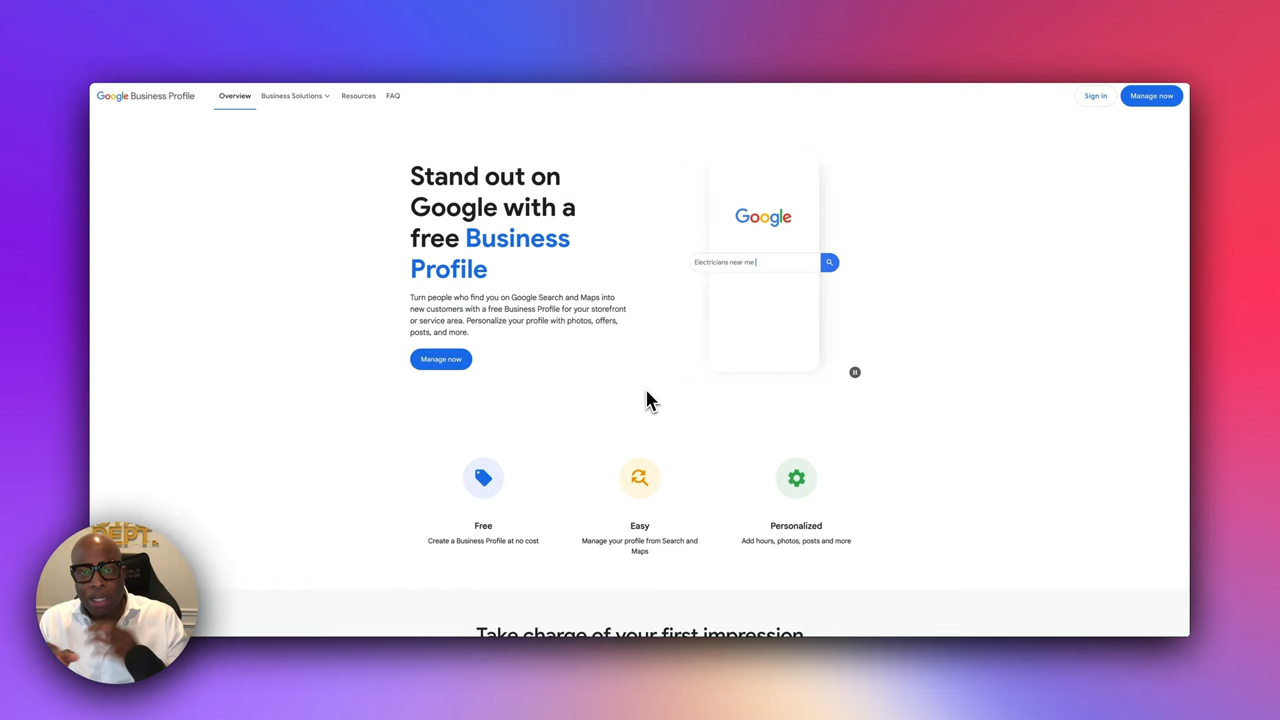 Google Business Profile
Overview
Business Solutions
Resources
FAQ
Sign in
Manage now
Stand out on
Google with a
free Business
Profile
Turn people who find you on Google Search and Maps into
new customers with a free Business Profile for your storefront
or service area. Personalize your profile with photos, offers,
posts, and more.
Manage now
Google
Electricians near me
Free
Create a Business Profile at no cost
Easy
Manage your profile from Search and
Maps
Personalized
Add hours, photos, posts and more
Take charge of your first impression
DEPT.